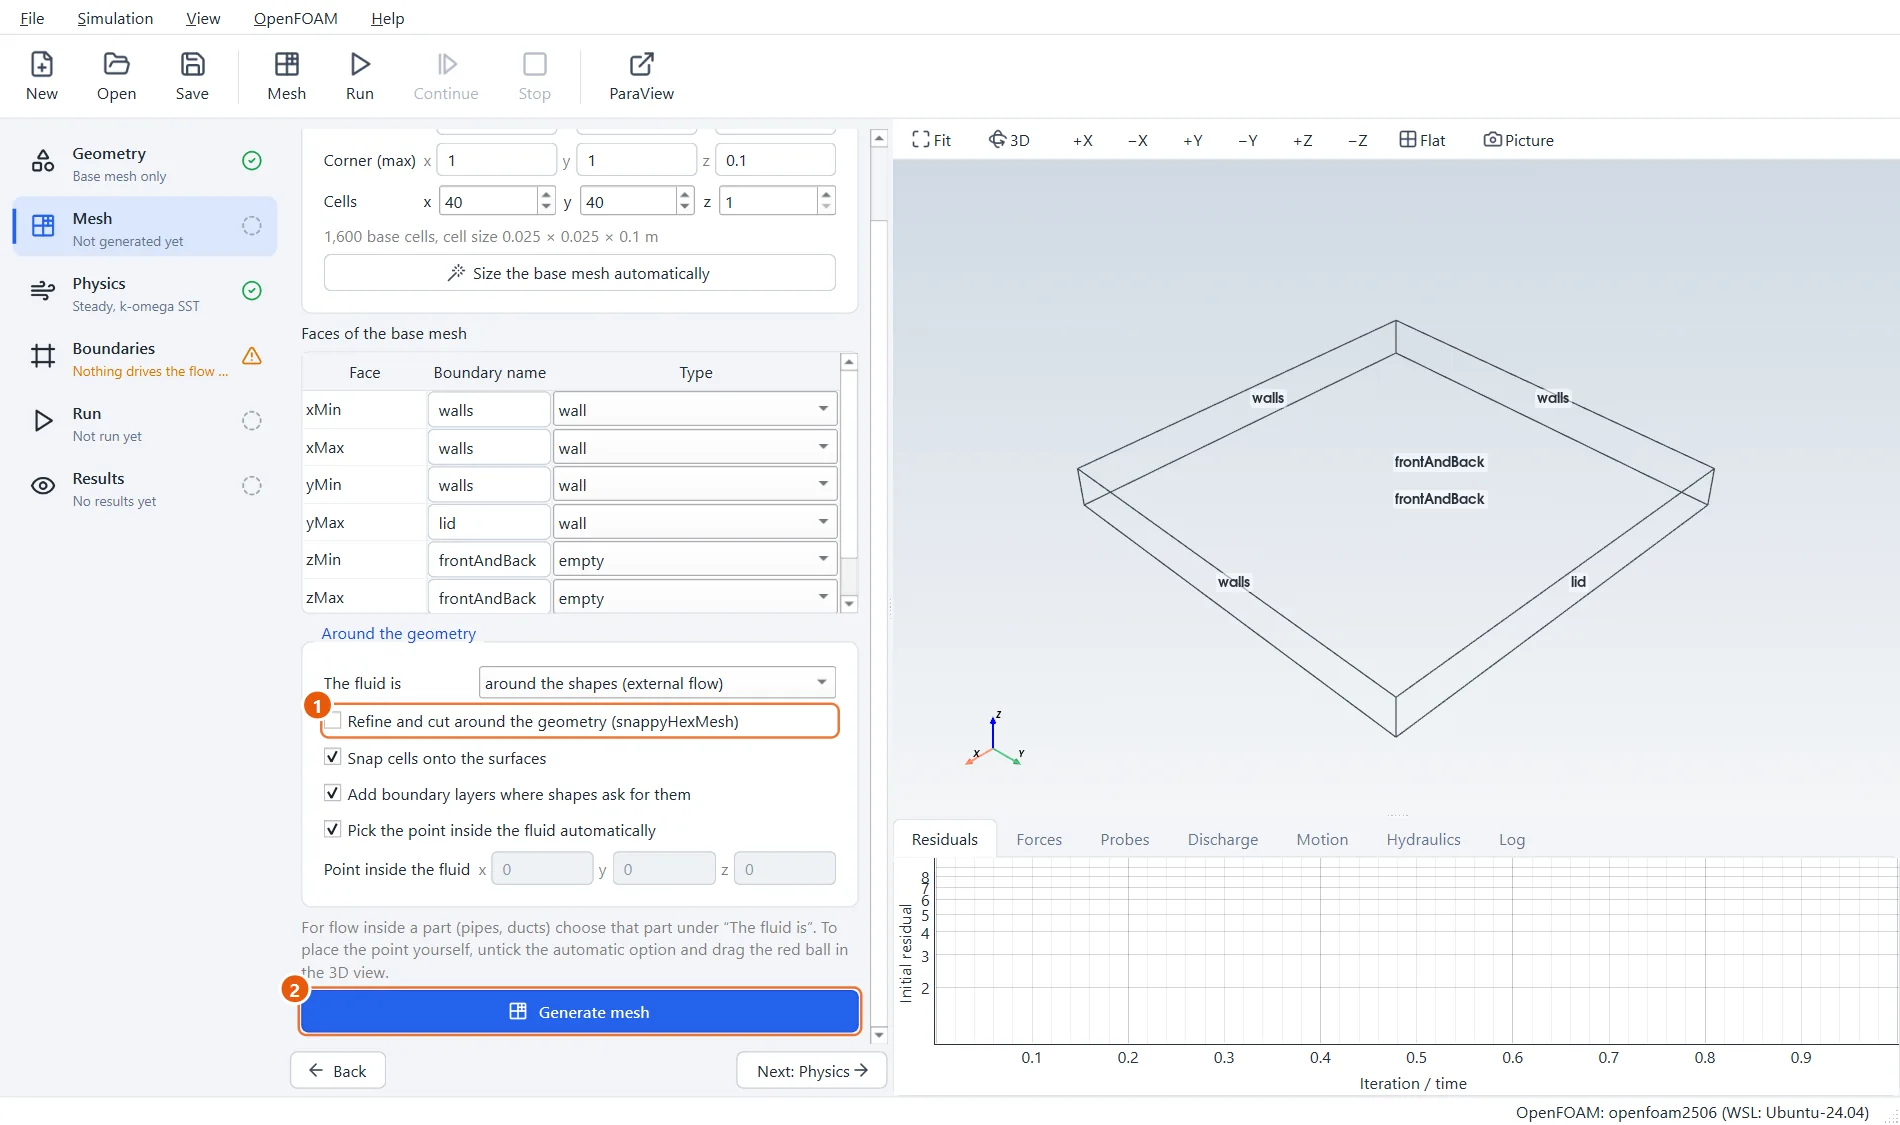 File Simulation View OpenFOAM Help
New Open Save Mesh Run Continue Stop ParaView
Geometry
Base mesh only
Mesh
Not generated yet
Physics
Steady, k-omega SST
Boundaries
Nothing drives the flow ...
Run
Not run yet
Results
No results yet
Corner (max) x 1 y 1 z 0.1
Cells x 40 y 40 z 1
1,600 base cells, cell size 0.025 × 0.025 × 0.1 m
Size the base mesh automatically
Faces of the base mesh
Face Boundary name Type
xMin walls wall
xMax walls wall
yMin walls wall
yMax lid wall
zMin frontAndBack empty
zMax frontAndBack empty
Around the geometry
The fluid is around the shapes (external flow)
1
Refine and cut around the geometry (snappyHexMesh)
Snap cells onto the surfaces
Add boundary layers where shapes ask for them
Pick the point inside the fluid automatically
Point inside the fluid x 0 y 0 z 0
For flow inside a part (pipes, ducts) choose that part under “The fluid is”. To
place the point yourself, untick the automatic option and drag the red ball in
the 3D view.
2
Generate mesh
Back Next: Physics
Fit 3D +X −X +Y −Y +Z −Z Flat Picture
walls walls
frontAndBack
frontAndBack
walls lid
Z
X Y
Residuals Forces Probes Discharge Motion Hydraulics Log
8
7
6
5
4
3
2
Initial residual
0.1 0.2 0.3 0.4 0.5 0.6 0.7 0.8 0.9
Iteration / time
OpenFOAM: openfoam2506 (WSL: Ubuntu-24.04)